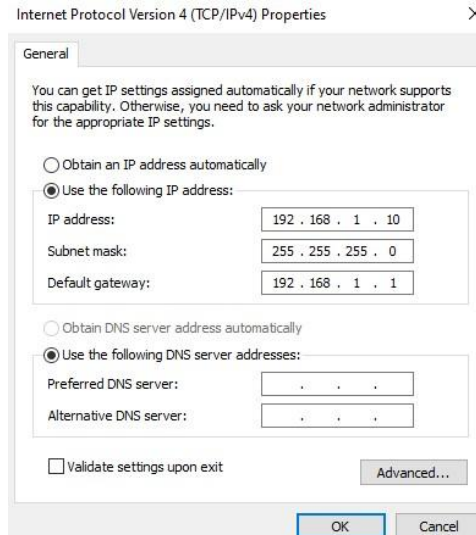 Internet Protocol Version 4 (TCP/IPv4) Properties
General
You can get IP settings assigned automatically if your network supports
this capability. Otherwise, you need to ask your network administrator
for the appropriate IP settings.
Obtain an IP address automatically
Use the following IP address:
IP address: 192 . 168 . 1 . 10
Subnet mask: 255 . 255 . 255 . 0
Default gateway: 192 . 168 . 1 . 1
Obtain DNS server address automatically
Use the following DNS server addresses:
Preferred DNS server: . . .
Alternative DNS server: . . .
Validate settings upon exit
Advanced...
OK Cancel